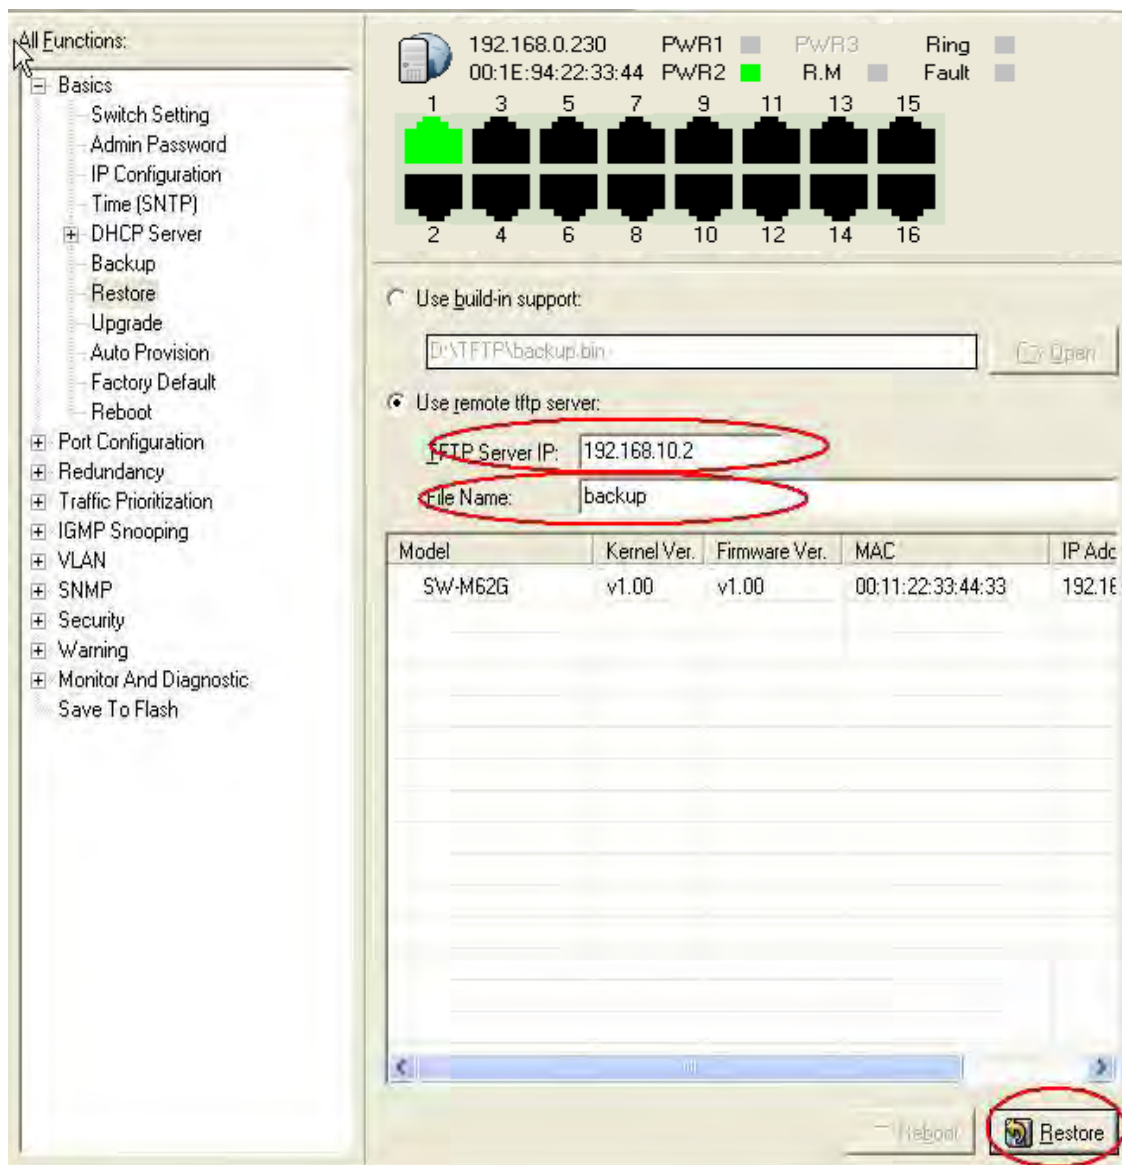 All Functions:
Basics
Switch Setting
Admin Password
IP Configuration
Time (SNTP)
DHCP Server
Backup
Restore
Upgrade
Auto Provision
Factory Default
Reboot
Port Configuration
Redundancy
Traffic Prioritization
IGMP Snooping
VLAN
SNMP
Security
Warning
Monitor And Diagnostic
Save To Flash
192.168.0.230 PWR1 PWR3 Ring
00:1E:94:22:33:44 PWR2 R.M Fault
1 3 5 7 9 11 13 15
2 4 6 8 10 12 14 16
Use build-in support:
D:\TFTP\backup.bin Open
Use remote tftp server:
TFTP Server IP: 192.168.10.2
File Name: backup
Model Kernel Ver. Firmware Ver. MAC IP Adc
SW-M62G v1.00 v1.00 00:11:22:33:44:33 192.16
Reboot Restore